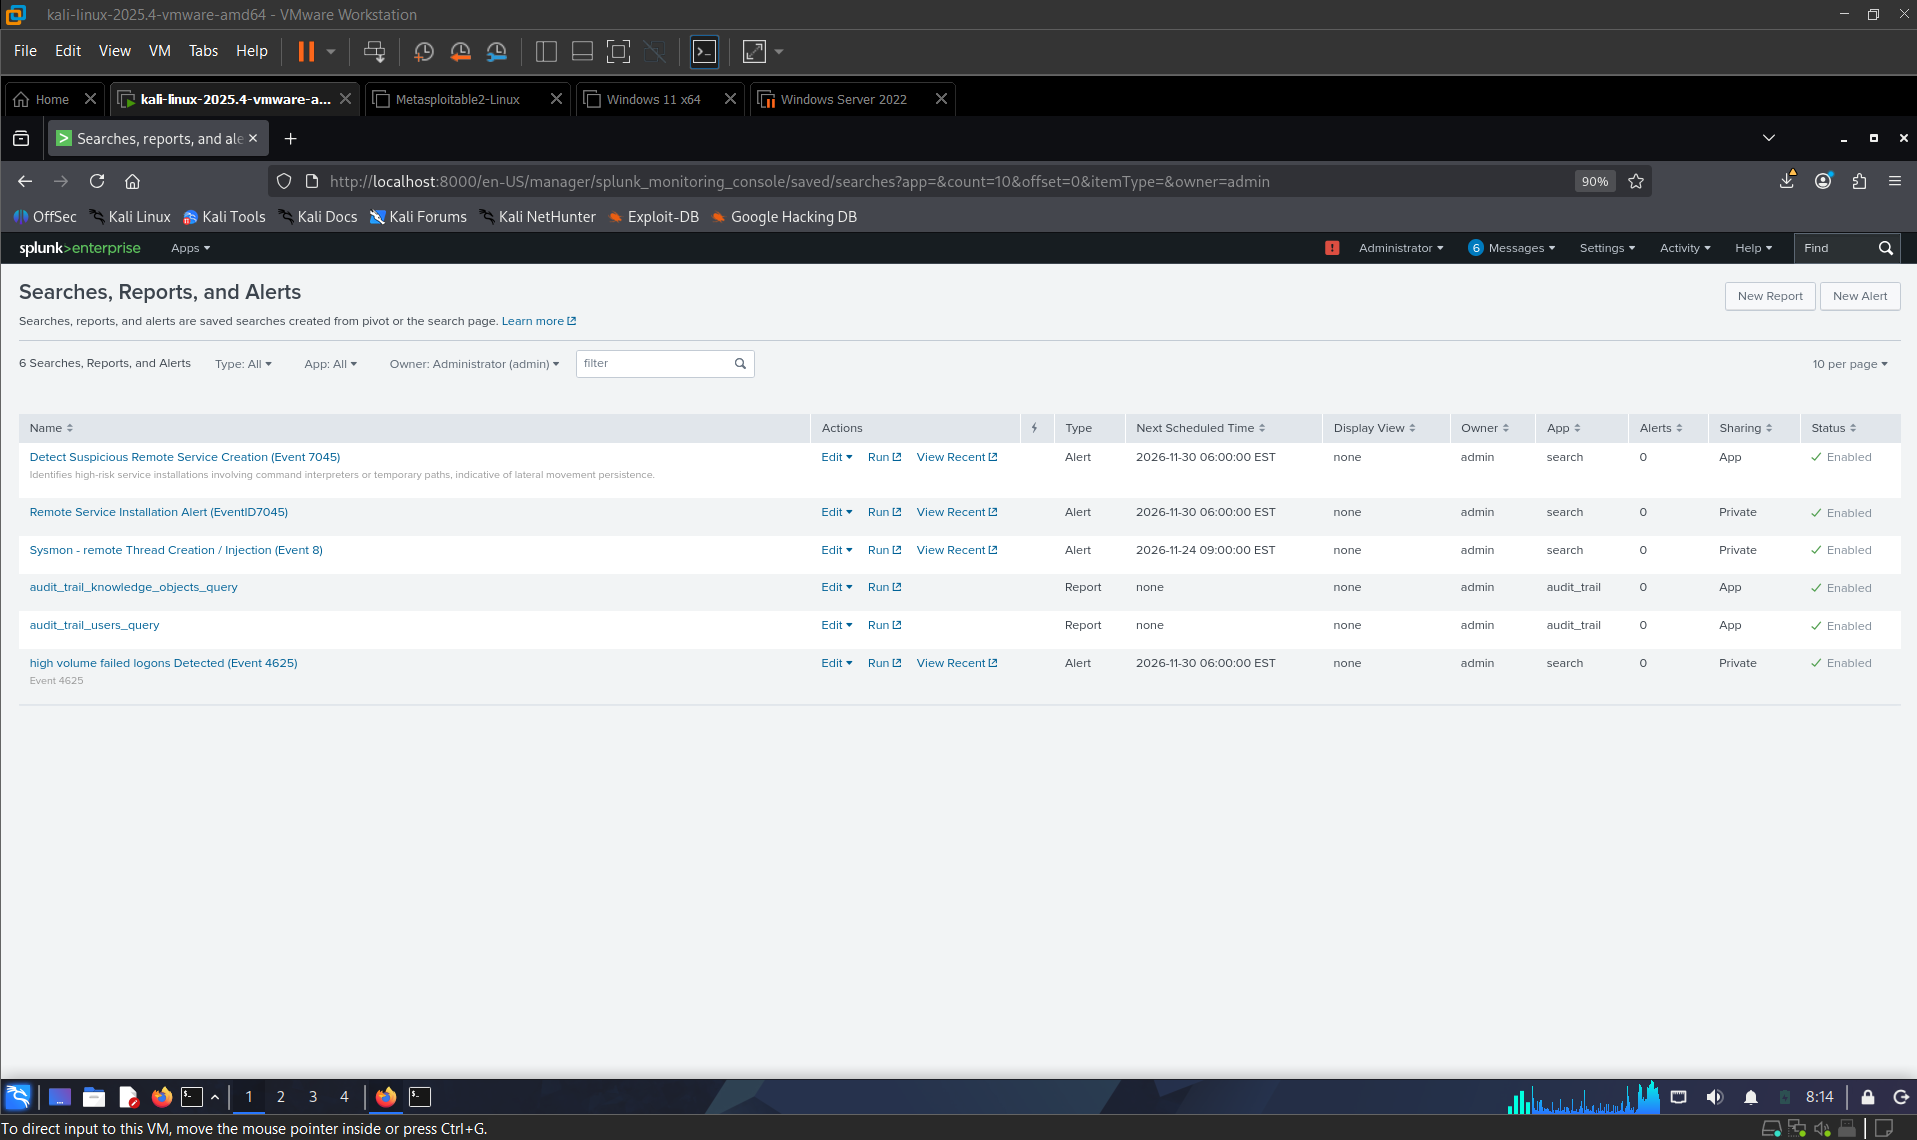 kali-linux-2025.4-vmware-amd64 - VMware Workstation
File Edit View VM Tabs Help
Home kali-linux-2025.4-vmware-a... Metasploitable2-Linux Windows 11 x64 Windows Server 2022
Searches, reports, and ale
http://localhost:8000/en-US/manager/splunk_monitoring_console/saved/searches?app=&count=10&offset=0&itemType=&owner=admin 90%
OffSec Kali Linux Kali Tools Kali Docs Kali Forums Kali NetHunter Exploit-DB Google Hacking DB
splunk>enterprise Apps ! Administrator 6 Messages Settings Activity Help Find
Searches, Reports, and Alerts
New Report New Alert
Searches, reports, and alerts are saved searches created from pivot or the search page. Learn more
6 Searches, Reports, and Alerts Type: All App: All Owner: Administrator (admin) filter 10 per page
Name Actions Type Next Scheduled Time Display View Owner App Alerts Sharing Status
Detect Suspicious Remote Service Creation (Event 7045) Edit Run View Recent Alert 2026-11-30 06:00:00 EST none admin search 0 App Enabled
Identifies high-risk service installations involving command interpreters or temporary paths, indicative of lateral movement persistence.
Remote Service Installation Alert (EventID7045) Edit Run View Recent Alert 2026-11-30 06:00:00 EST none admin search 0 Private Enabled
Sysmon - remote Thread Creation / Injection (Event 8) Edit Run View Recent Alert 2026-11-24 09:00:00 EST none admin search 0 Private Enabled
audit_trail_knowledge_objects_query Edit Run Report none none admin audit_trail 0 App Enabled
audit_trail_users_query Edit Run Report none none admin audit_trail 0 App Enabled
high volume failed logons Detected (Event 4625) Edit Run View Recent Alert 2026-11-30 06:00:00 EST none admin search 0 Private Enabled
Event 4625
1 2 3 4 8:14
To direct input to this VM, move the mouse pointer inside or press Ctrl+G.